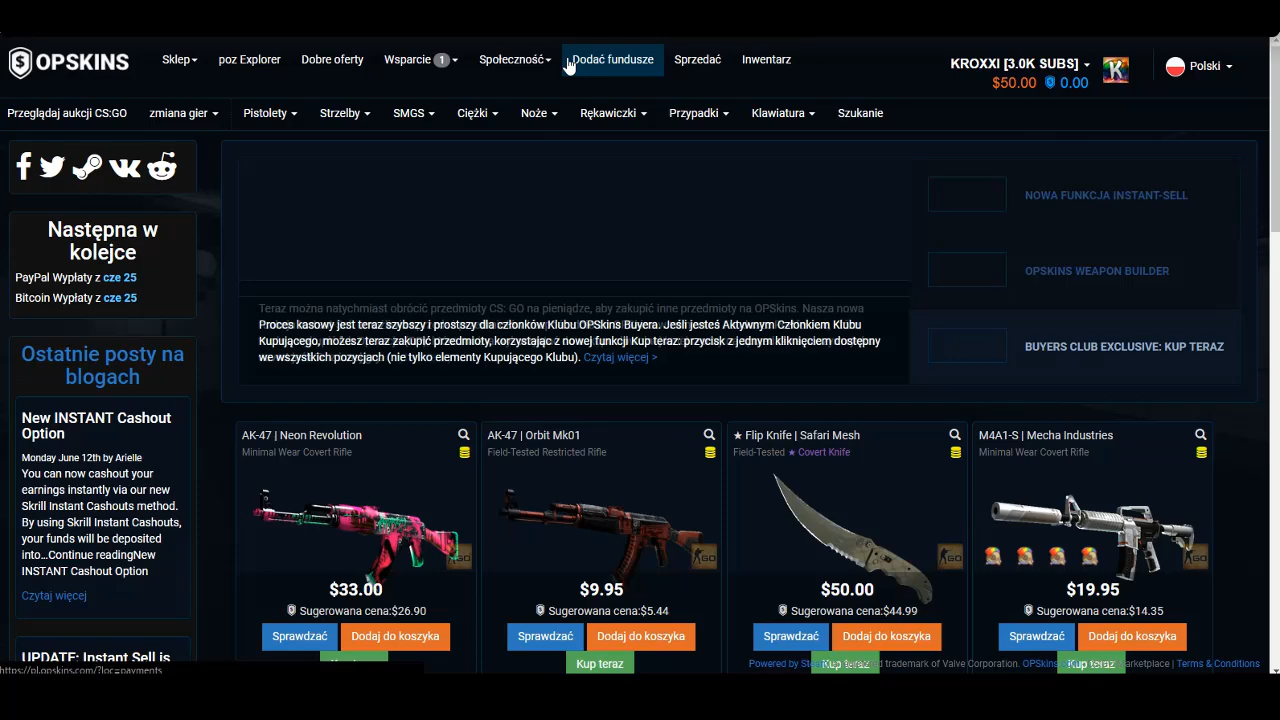 OPSKINS
Sklep
poz Explorer
Dobre oferty
Wsparcie 1
Społeczność
Dodać fundusze
Sprzedać
Inwentarz
KROXXI [3.0K SUBS]
$50.00 0.00
Polski
Przeglądaj aukcji CS:GO
zmiana gier
Pistolety
Strzelby
SMGS
Ciężki
Noże
Rękawiczki
Przypadki
Klawiatura
Szukanie
Następna w
kolejce
PayPal Wypłaty z cze 25
Bitcoin Wypłaty z cze 25
Ostatnie posty na
blogach
New INSTANT Cashout
Option
Monday June 12th by Arielle
You can now cashout your
earnings instantly via our new
Skrill Instant Cashouts method.
By using Skrill Instant Cashouts,
your funds will be deposited
into...Continue readingNew
INSTANT Cashout Option
Czytaj więcej
UPDATE: Instant Sell is
NOWA FUNKCJA INSTANT-SELL
OPSKINS WEAPON BUILDER
BUYERS CLUB EXCLUSIVE: KUP TERAZ
Teraz można natychmiast obrócić przedmioty CS: GO na pieniądze, aby zakupić inne przedmioty na OPSkins. Nasza nowa
Proces kasowy jest teraz szybszy i prostszy dla członków Klubu OPSkins Buyera. Jeśli jesteś Aktywnym Członkiem Klubu
Kupującego, możesz teraz zakupić przedmioty, korzystając z nowej funkcji Kup teraz: przycisk z jednym kliknięciem dostępny
we wszystkich pozycjach (nie tylko elementy Kupującego Klubu). Czytaj więcej >
AK-47 | Neon Revolution
Minimal Wear Covert Rifle
$33.00
Sugerowana cena:$26.90
Sprawdzać
Dodaj do koszyka
AK-47 | Orbit Mk01
Field-Tested Restricted Rifle
$9.95
Sugerowana cena:$5.44
Sprawdzać
Dodaj do koszyka
Kup teraz
★ Flip Knife | Safari Mesh
Field-Tested ★ Covert Knife
$50.00
Sugerowana cena:$44.99
Sprawdzać
Dodaj do koszyka
Kup teraz
M4A1-S | Mecha Industries
Minimal Wear Covert Rifle
$19.95
Sugerowana cena:$14.35
Sprawdzać
Dodaj do koszyka
Kup teraz
https://pl.opskins.com/?loc=payments
Powered by
trademark of Valve Corporation.
| Terms & Conditions